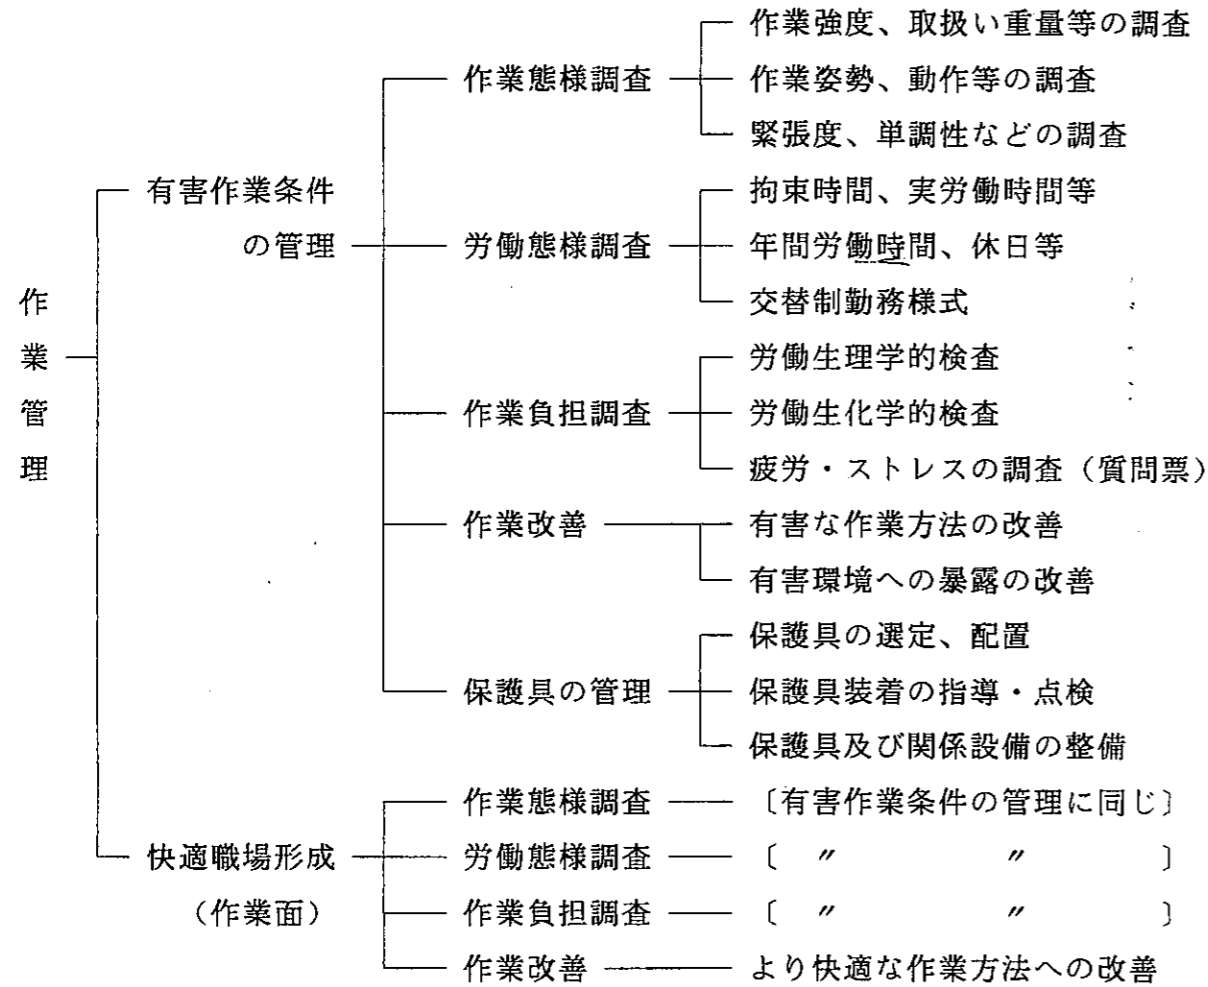 作業管理
有害作業条件
の管理
作業態様調査
作業強度、取扱い重量等の調査
作業姿勢、動作等の調査
緊張度、単調性などの調査
労働態様調査
拘束時間、実労働時間等
年間労働時間、休日等
交替制勤務様式
作業負担調査
労働生理学的検査
労働生化学的検査
疲労・ストレスの調査（質問票）
作業改善
有害な作業方法の改善
有害環境への暴露の改善
保護具の管理
保護具の選定、配置
保護具装着の指導・点検
保護具及び関係設備の整備
快適職場形成
（作業面）
作業態様調査 〔有害作業条件の管理に同じ〕
労働態様調査 〔 〃 〃 〕
作業負担調査 〔 〃 〃 〕
作業改善 より快適な作業方法への改善